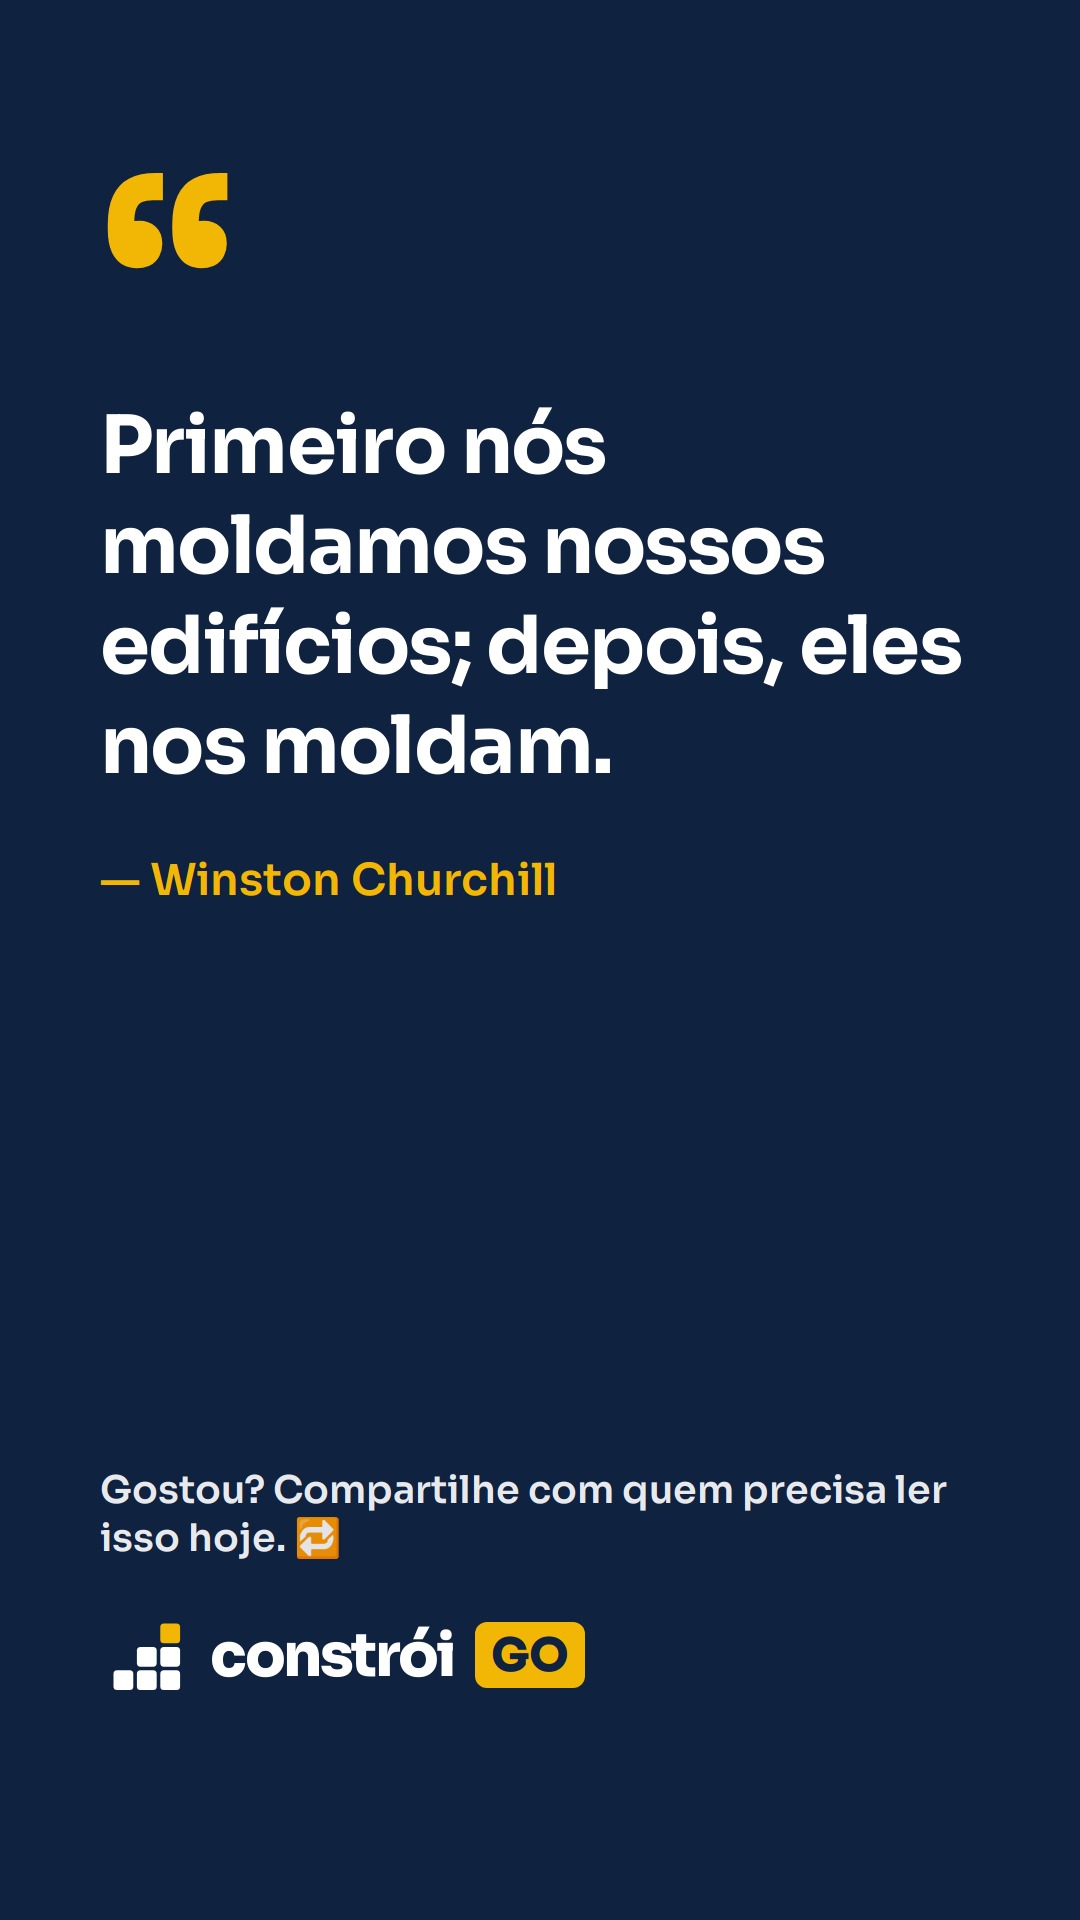 “
Primeiro nós
moldamos nossos
edifícios; depois, eles
nos moldam.
— Winston Churchill
Gostou? Compartilhe com quem precisa ler
isso hoje. 🔁
constrói GO